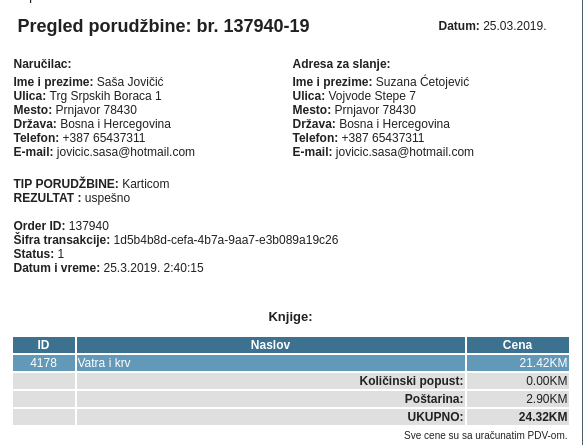 Pregled porudžbine: br. 137940-19
Datum: 25.03.2019.
Naručilac:
Ime i prezime: Saša Jovičić
Ulica: Trg Srpskih Boraca 1
Mesto: Prnjavor 78430
Država: Bosna i Hercegovina
Telefon: +387 65437311
E-mail: jovicic.sasa@hotmail.com
Adresa za slanje:
Ime i prezime: Suzana Ćetojević
Ulica: Vojvode Stepe 7
Mesto: Prnjavor 78430
Država: Bosna i Hercegovina
Telefon: +387 65437311
E-mail: jovicic.sasa@hotmail.com
TIP PORUDŽBINE: Karticom
REZULTAT : uspešno
Order ID: 137940
Šifra transakcije: 1d5b4b8d-cefa-4b7a-9aa7-e3b089a19c26
Status: 1
Datum i vreme: 25.3.2019. 2:40:15
Knjige:
ID Naslov Cena
4178 Vatra i krv 21.42KM
Količinski popust: 0.00KM
Poštarina: 2.90KM
UKUPNO: 24.32KM
Sve cene su sa uračunatim PDV-om.